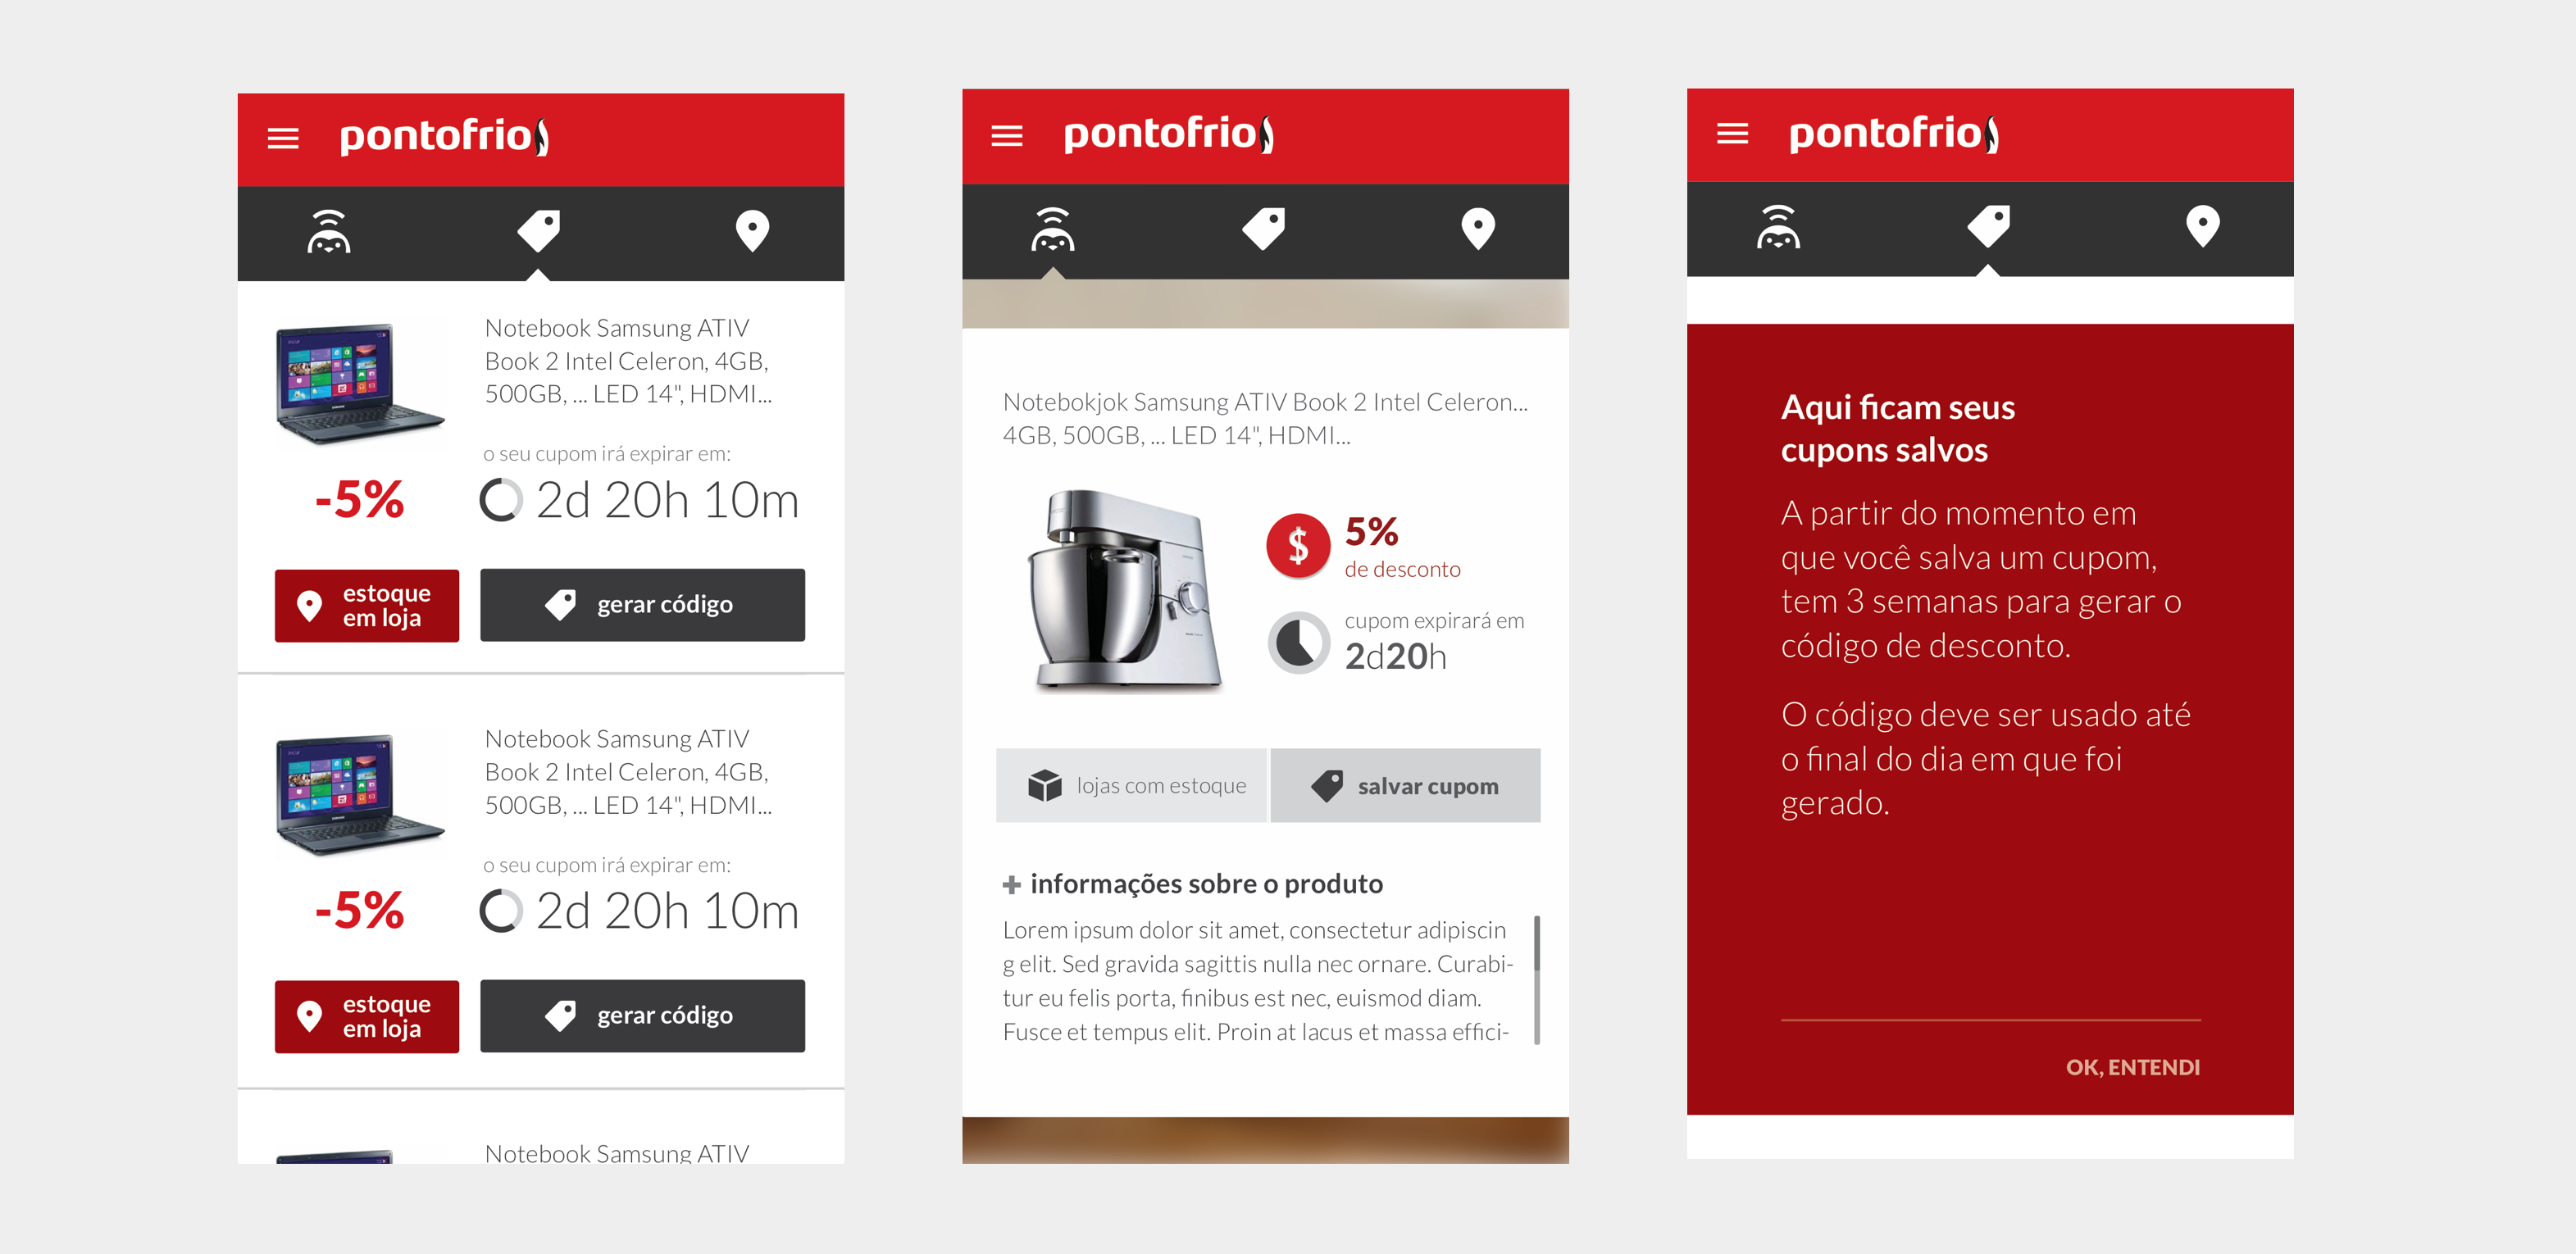 pontofrio
Notebook Samsung ATIV
Book 2 Intel Celeron, 4GB,
500GB, ... LED 14", HDMI...
o seu cupom irá expirar em:
-5%
2d 20h 10m
estoque
em loja
gerar código
Notebook Samsung ATIV
Book 2 Intel Celeron, 4GB,
500GB, ... LED 14", HDMI...
o seu cupom irá expirar em:
-5%
2d 20h 10m
estoque
em loja
gerar código
Notebook Samsung ATIV
pontofrio
Notebokjok Samsung ATIV Book 2 Intel Celeron...
4GB, 500GB, ... LED 14", HDMI...
$
5%
de desconto
cupom expirará em
2d20h
lojas com estoque
salvar cupom
+ informações sobre o produto
Lorem ipsum dolor sit amet, consectetur adipiscin
g elit. Sed gravida sagittis nulla nec ornare. Curabi-
tur eu felis porta, finibus est nec, euismod diam.
Fusce et tempus elit. Proin at lacus et massa effici-
pontofrio
Aqui ficam seus
cupons salvos
A partir do momento em
que você salva um cupom,
tem 3 semanas para gerar o
código de desconto.
O código deve ser usado até
o final do dia em que foi
gerado.
OK, ENTENDI